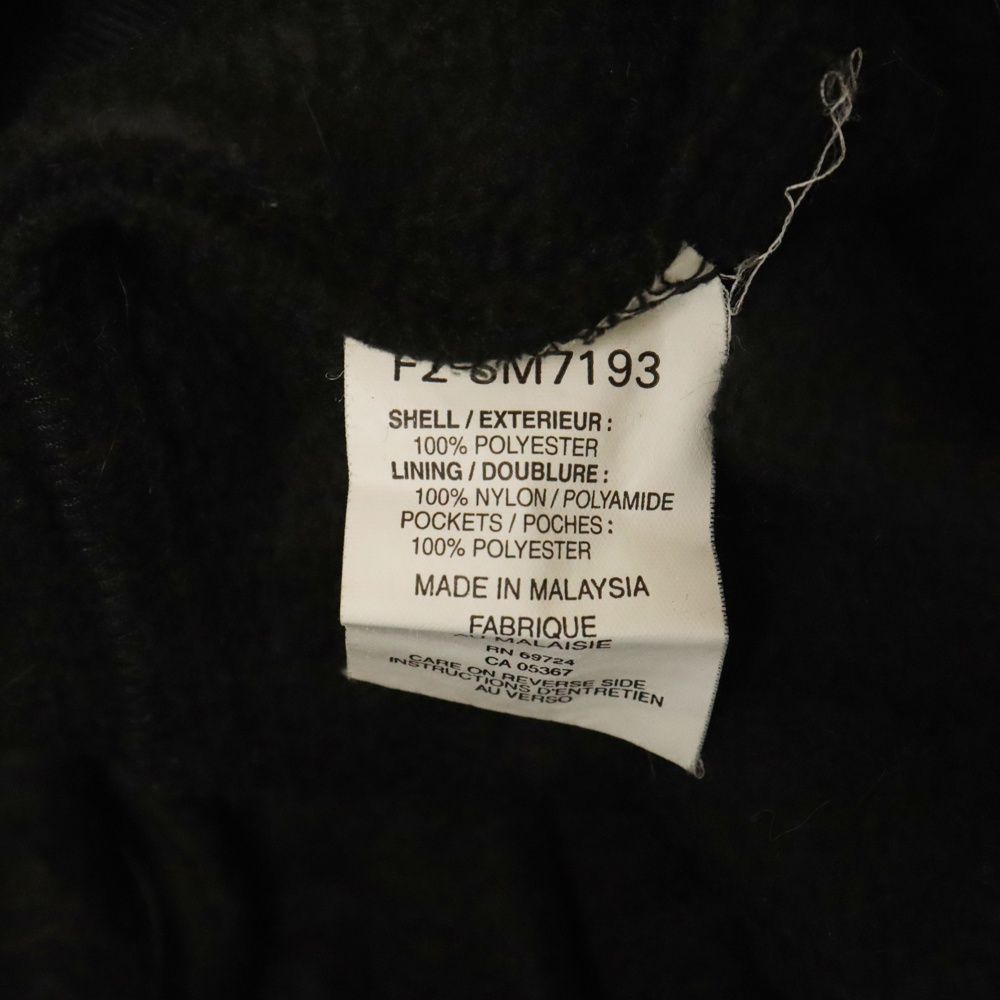 F2-SM7193
SHELL / EXTERIEUR :
100% POLYESTER
LINING / DOUBLURE :
100% NYLON / POLYAMIDE
POCKETS / POCHES :
100% POLYESTER
MADE IN MALAYSIA
FABRIQUE
AU MALAISIE
RN 69724
CA 05367
CARE ON REVERSE SIDE
INSTRUCTIONS D'ENTRETIEN
AU VERSO